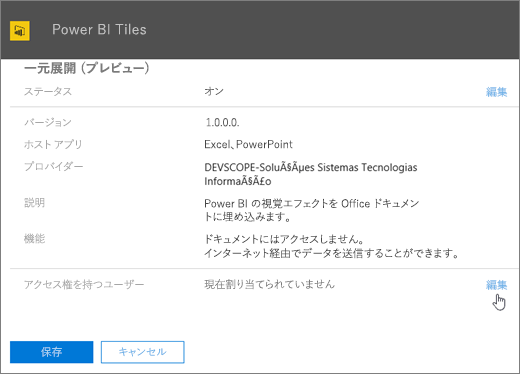 Power BI Tiles
一元展開 (プレビュー)
ステータス オン 編集
バージョン 1.0.0.0.
ホスト アプリ Excel、PowerPoint
プロバイダー DEVSCOPE-SoluÃ§Ãµes Sistemas Tecnologias
InformaÃ§Ã£o
説明 Power BI の視覚エフェクトを Office ドキュメン
トに埋め込みます。
機能 ドキュメントにはアクセスしません。
インターネット経由でデータを送信することができます。
アクセス権を持つユーザー 現在割り当てられていません 編集
保存 キャンセル